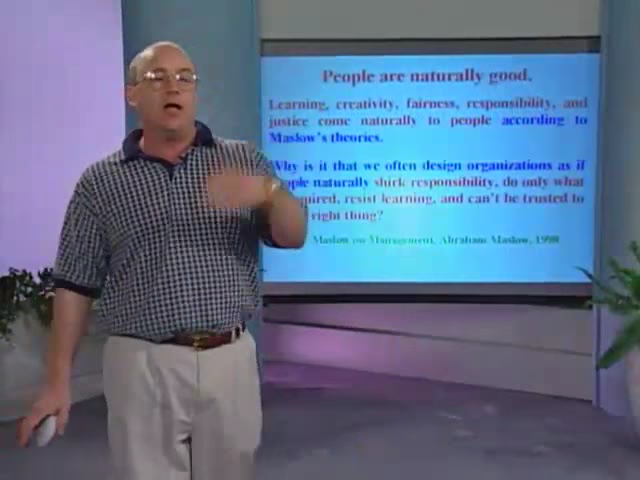 People are naturally good.
Learning, creativity, fairness, responsibility, and
justice come naturally to people according to
Maslow's theories.
Why is it that we often design organizations as if
people naturally shirk responsibility, do only what
quired, resist learning, and can't be trusted to
right thing?
Maslow on Management, Abraham Maslow, 1998